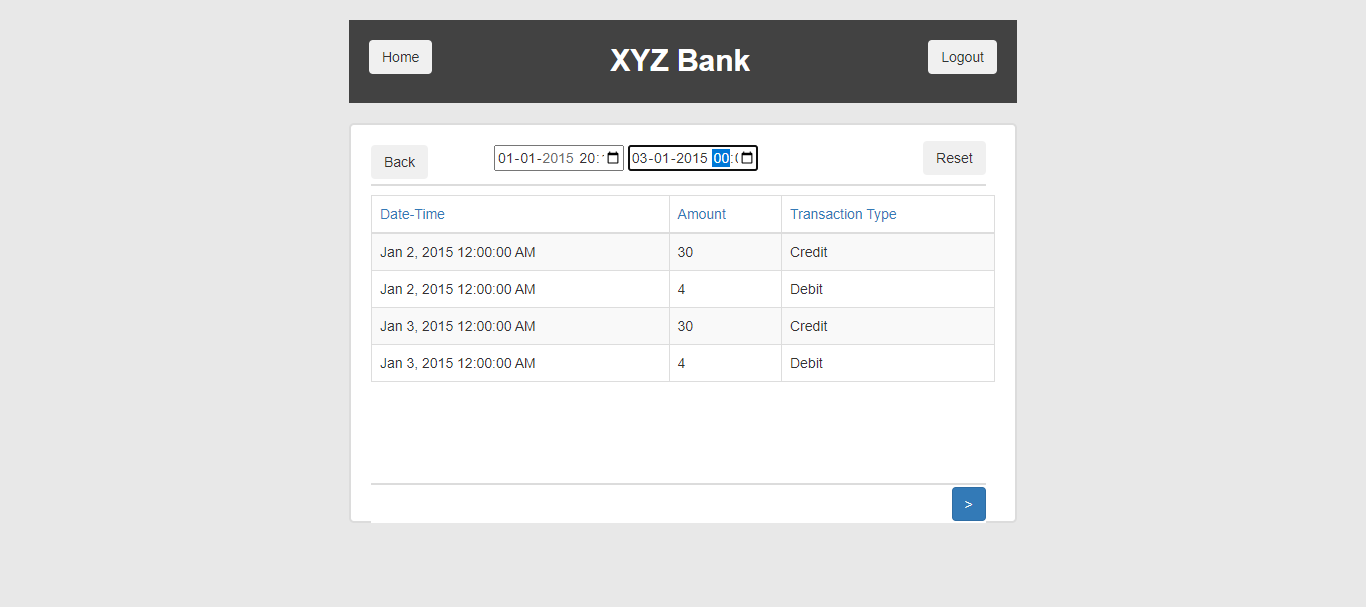 Home XYZ Bank Logout
Back 01-01-2015 20: 03-01-2015 00: Reset
Date-Time Amount Transaction Type
Jan 2, 2015 12:00:00 AM 30 Credit
Jan 2, 2015 12:00:00 AM 4 Debit
Jan 3, 2015 12:00:00 AM 30 Credit
Jan 3, 2015 12:00:00 AM 4 Debit
>